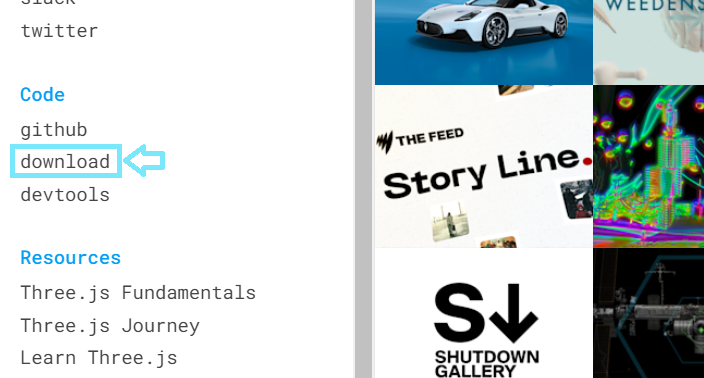 slack
twitter
Code
github
download
devtools
Resources
Three.js Fundamentals
Three.js Journey
Learn Three.js
WEEDENS
THE FEED
Story Line.
S
SHUTDOWN
GALLERY